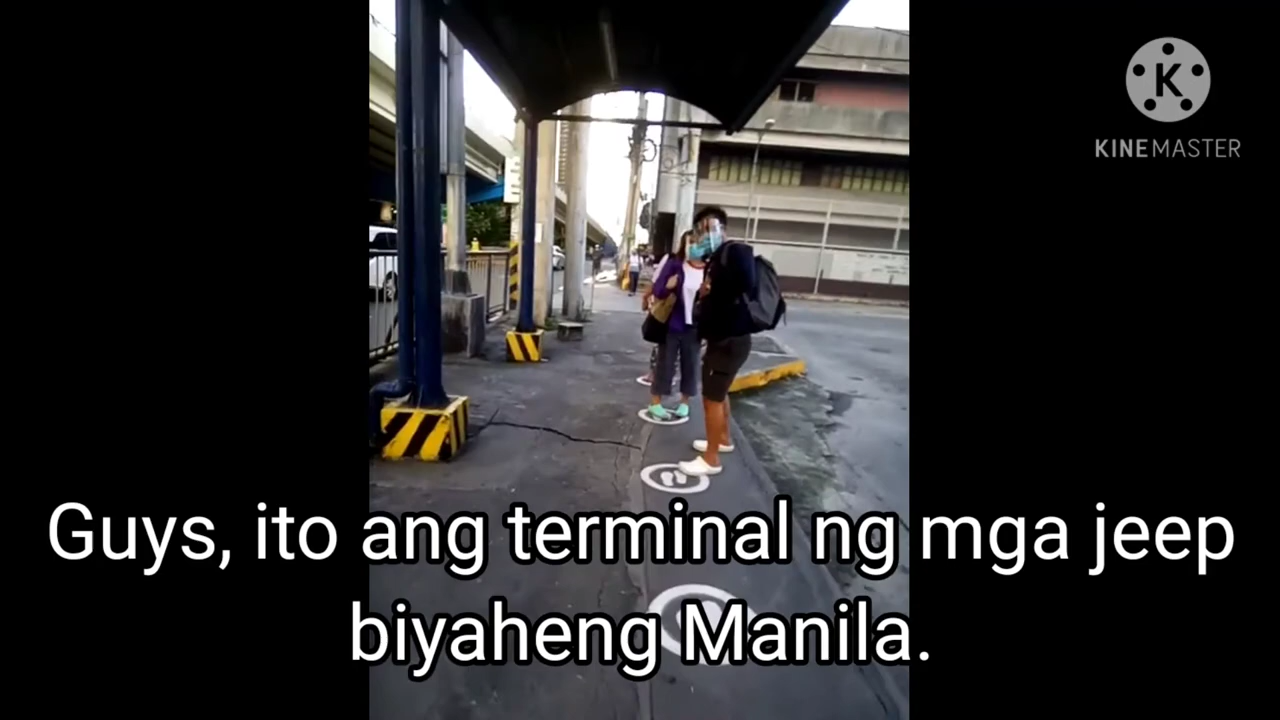 K
KINEMASTER
Guys, ito ang terminal ng mga jeep
biyaheng Manila.